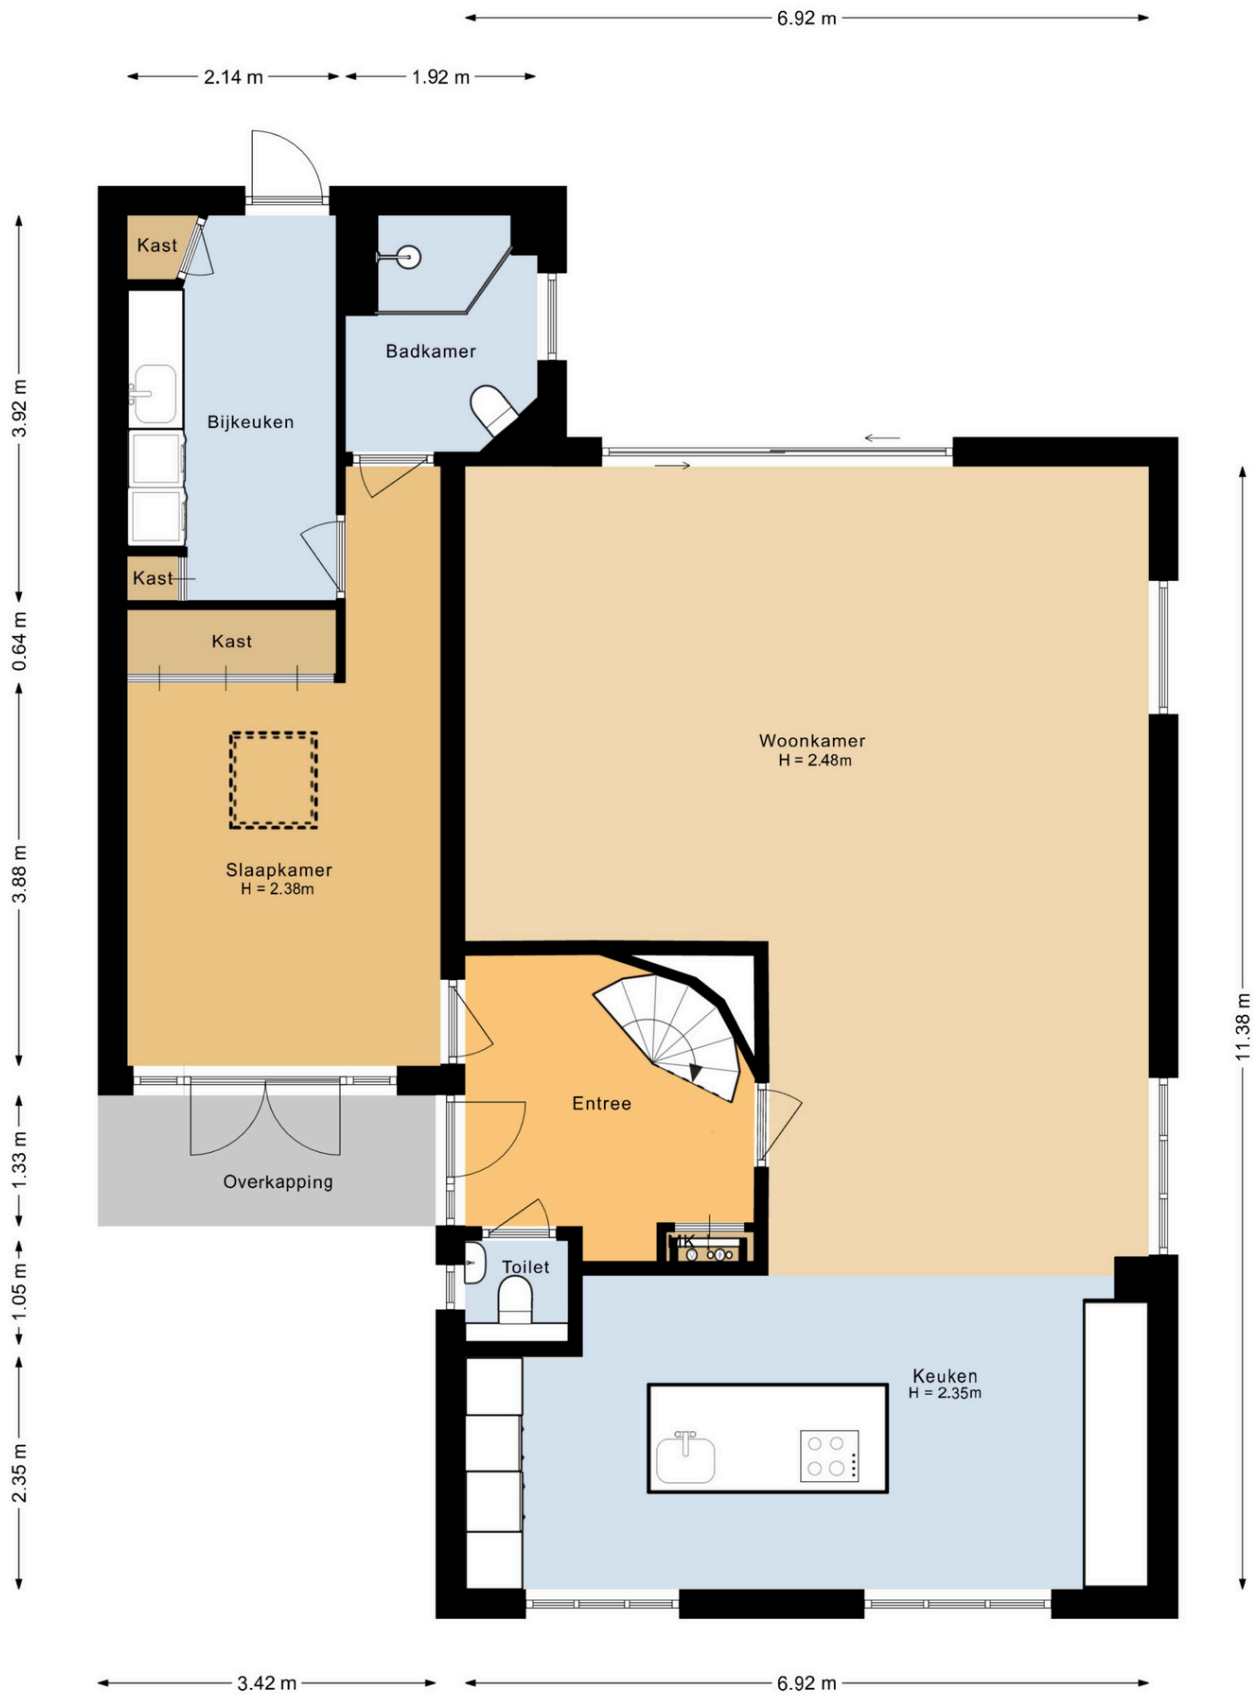 6.92 m
2.14 m
1.92 m
Kast
Badkamer
3.92 m
Bijkeuken
Kast
0.64 m
Kast
Woonkamer
H = 2.48m
3.88 m
Slaapkamer
H = 2.38m
11.38 m
Entree
1.33 m
Overkapping
MK
Toilet
1.05 m
Keuken
H = 2.35m
2.35 m
3.42 m
6.92 m